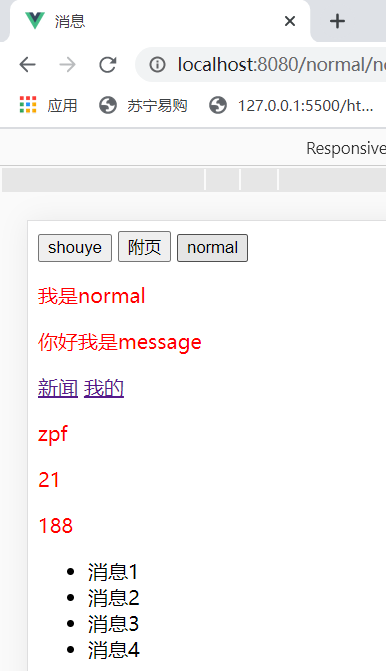 消息
localhost:8080/normal/
应用 苏宁易购 127.0.0.1:5500/ht...
Responsive
shouye 附页 normal
我是normal
你好我是message
新闻 我的
zpf
21
188
消息1
消息2
消息3
消息4